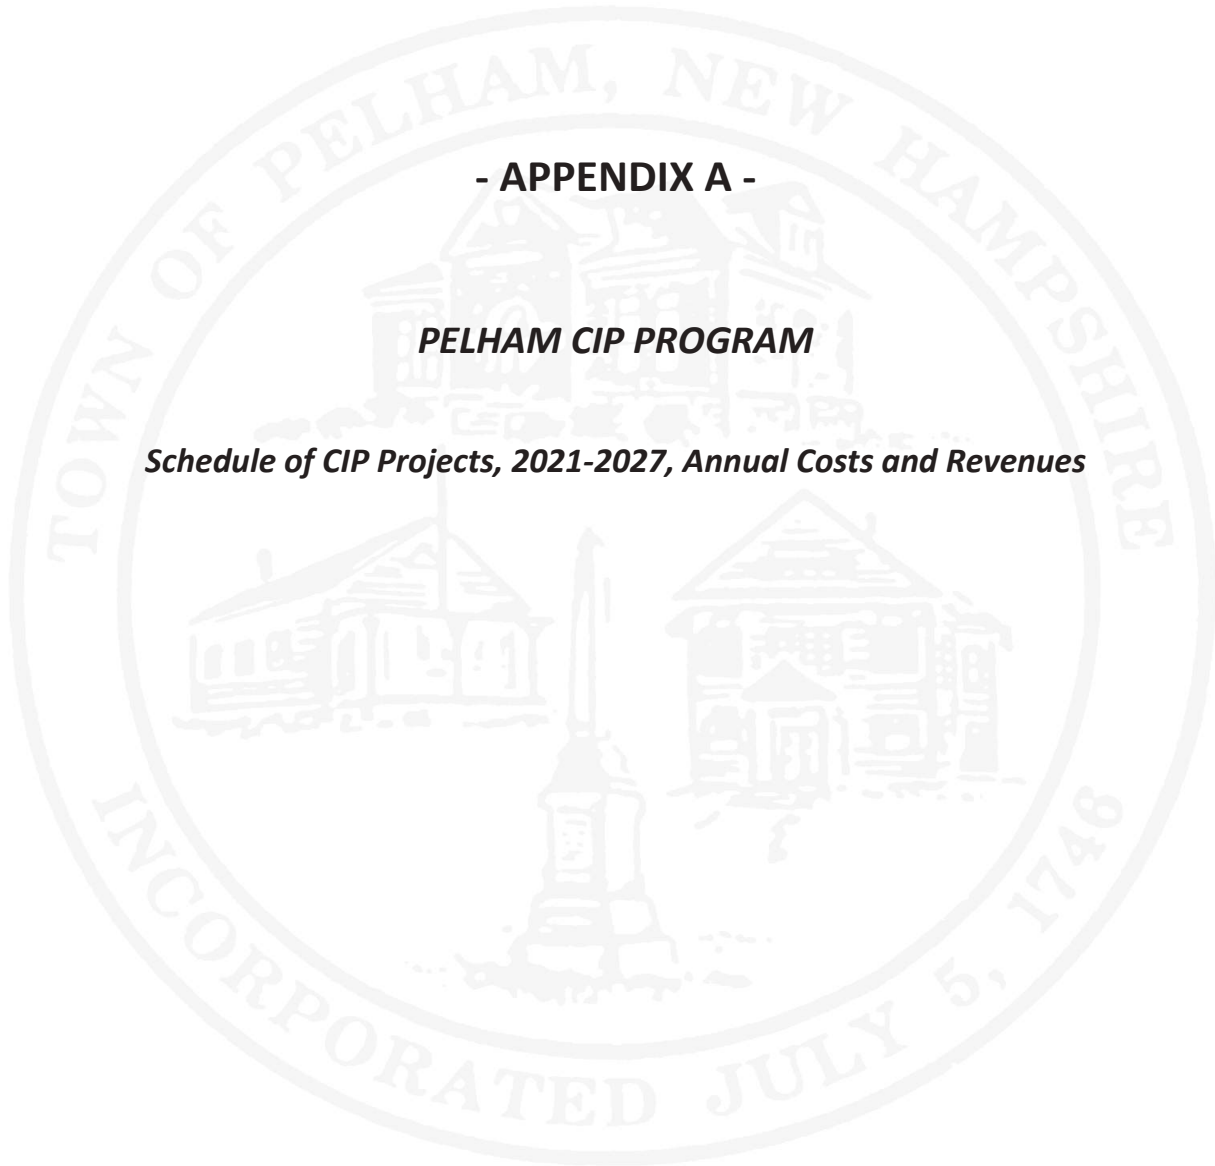 TOWN OF PELHAM, NEW HAMPSHIRE
- APPENDIX A -
PELHAM CIP PROGRAM
Schedule of CIP Projects, 2021-2027, Annual Costs and Revenues
INCORPORATED JULY 5, 1746